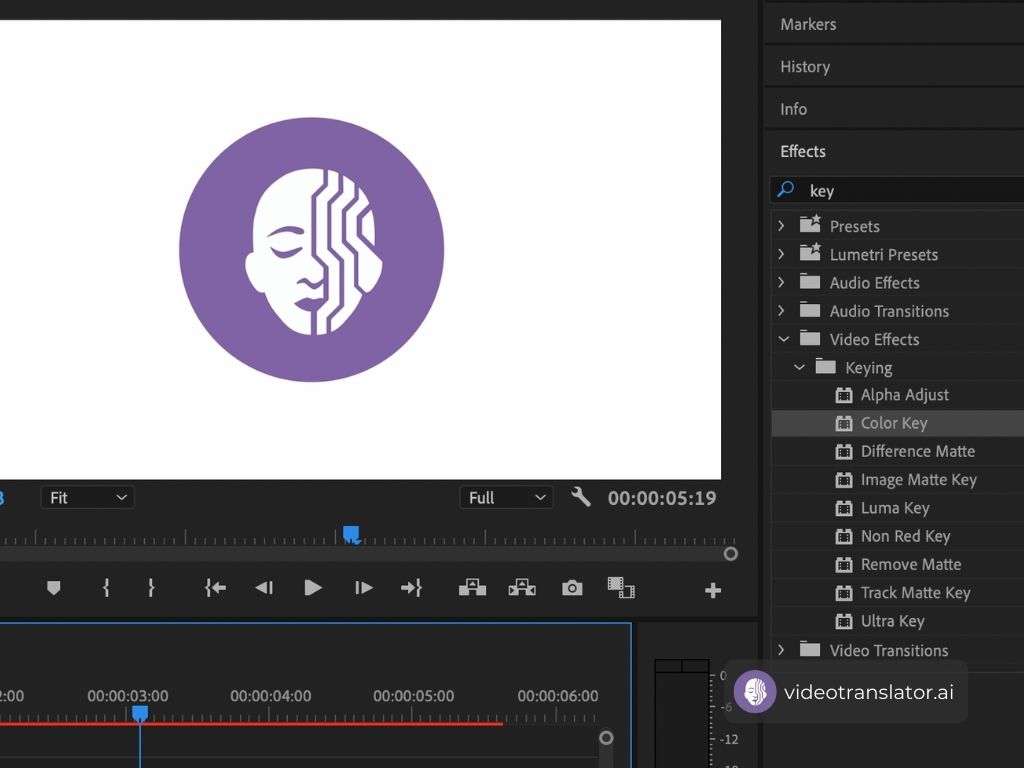 Markers
History
Info
Effects
key
Presets
Lumetri Presets
Audio Effects
Audio Transitions
Video Effects
Keying
Alpha Adjust
Color Key
Difference Matte
Image Matte Key
Luma Key
Non Red Key
Remove Matte
Track Matte Key
Ultra Key
Video Transitions
Fit
Full
00:00:05:19
00:00:03:00
00:00:04:00
00:00:05:00
00:00:06:00
0
-6
-12
videotranslator.ai